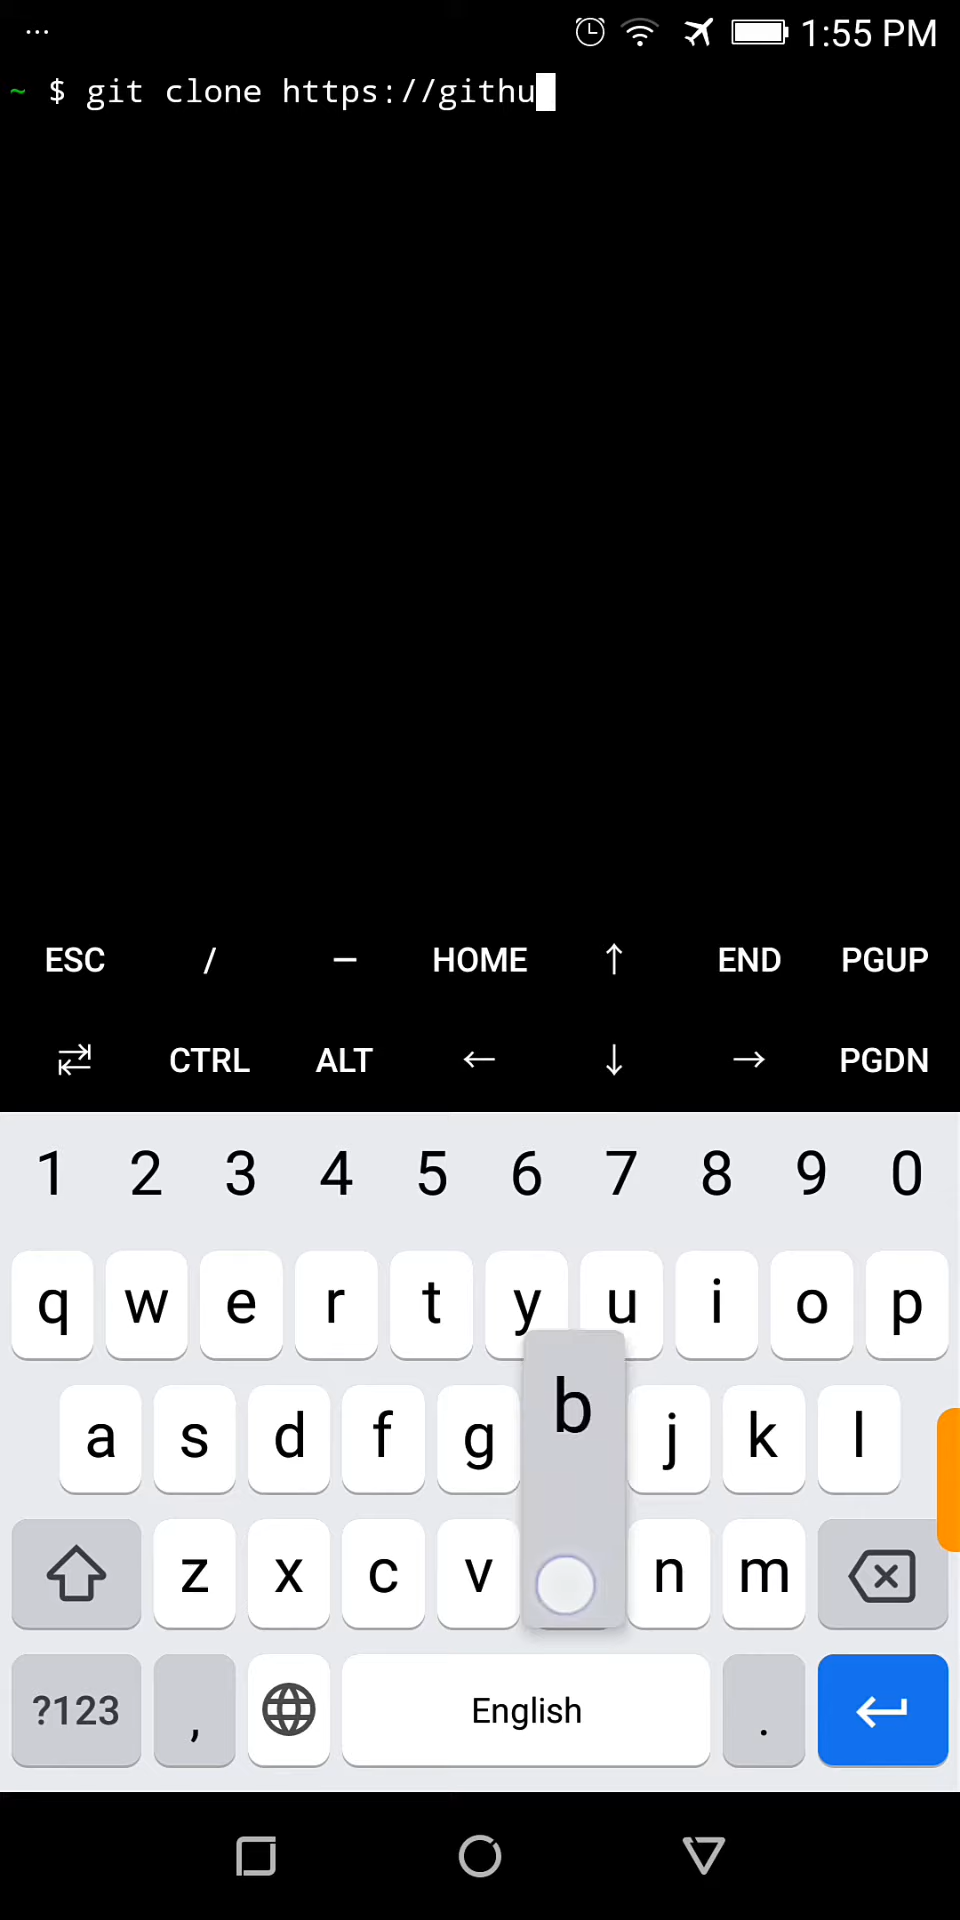 ... 1:55 PM
~ $ git clone https://githu
ESC / — HOME ↑ END PGUP
⇄ CTRL ALT ← ↓ → PGDN
1 2 3 4 5 6 7 8 9 0
q w e r t y u i o p
a s d f g b j k l
z x c v n m
?123 , English .